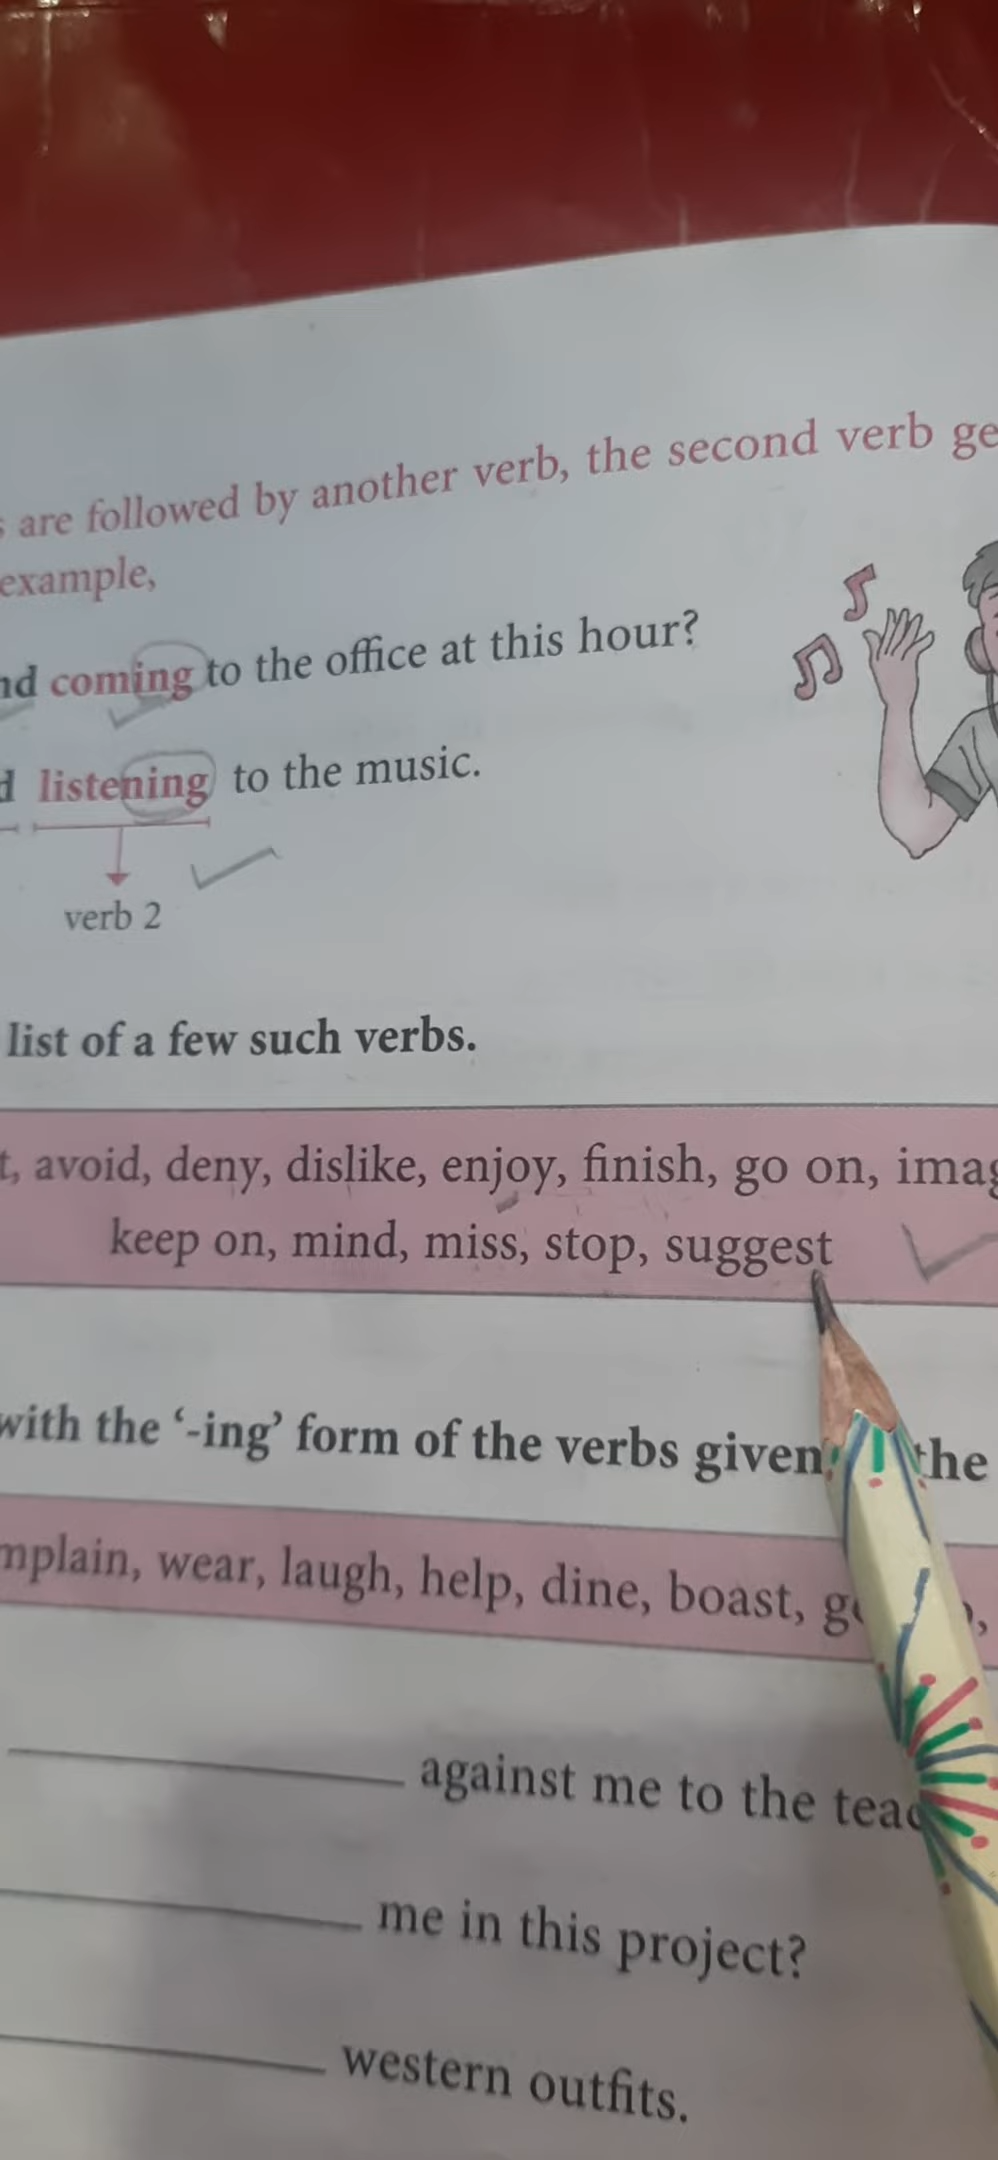 are followed by another verb, the second verb
example,
coming to the office at this hour?
listening to the music.
verb 2
list of a few such verbs.
avoid, deny, dislike, enjoy, finish, go on,
keep on, mind, miss, stop, suggest
with the ‘-ing’ form of the verbs given the
wear, laugh, help, dine, boast,
against me to the
me in this project?
western outfits.